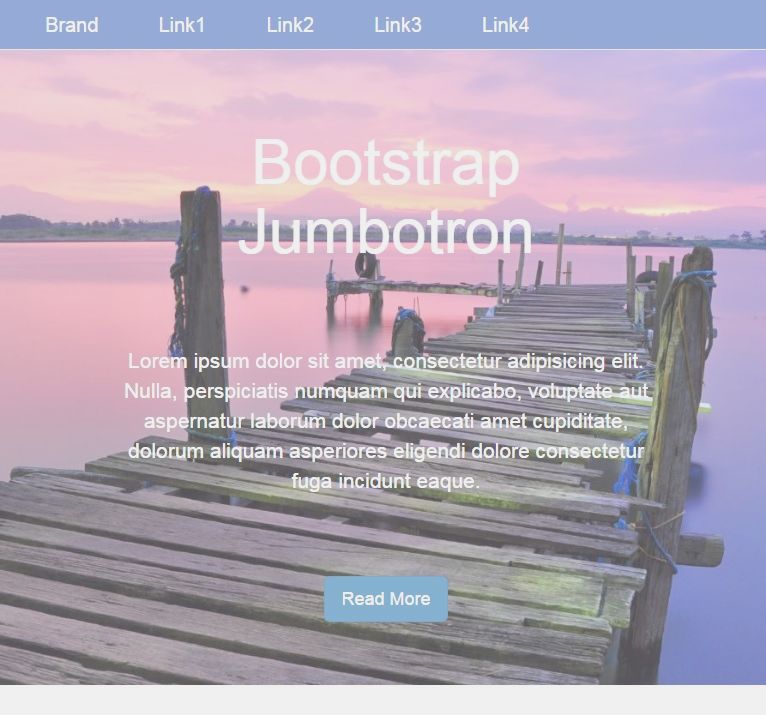 Brand Link1 Link2 Link3 Link4
Bootstrap
Jumbotron
Lorem ipsum dolor sit amet, consectetur adipisicing elit.
Nulla, perspiciatis numquam qui explicabo, voluptate aut
aspernatur laborum dolor obcaecati amet cupiditate,
dolorum aliquam asperiores eligendi dolore consectetur
fuga incidunt eaque.
Read More